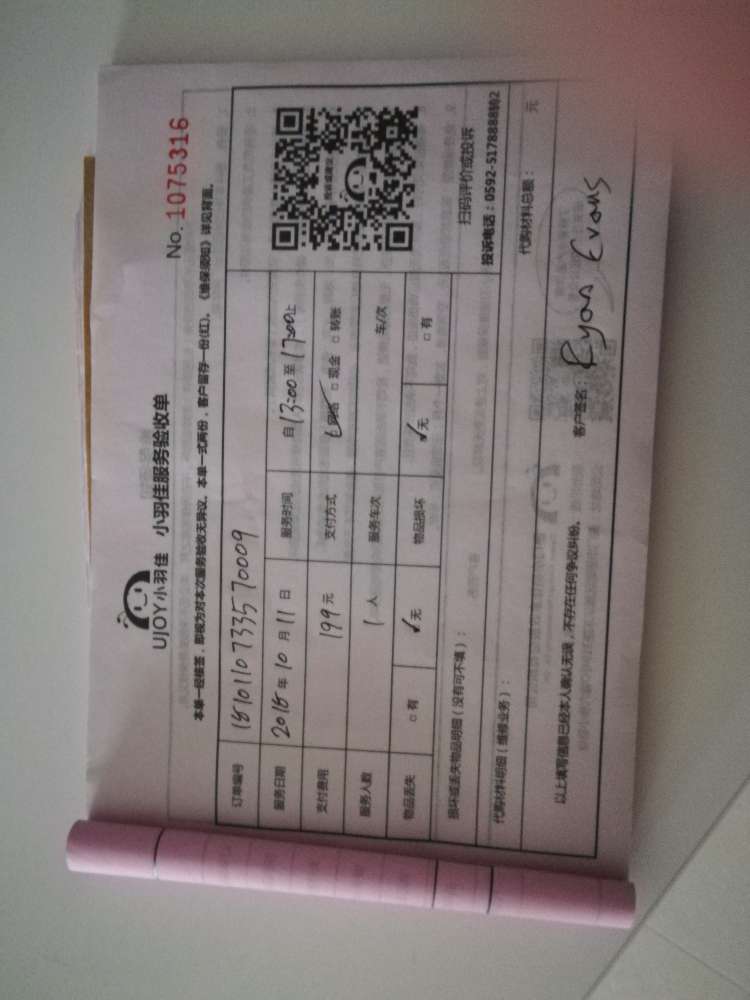 UJOY小羽佳 小羽佳服务验收单
No. 1075316
本单一经接签，即视为对本次服务验收无异议。本单一式两份，客户留存一份(红)，《维保须知》详见背面。
订单编号 18101107335 70009
服务日期 2018年 10月 11日 服务时间 自13:00至17:00止
投诉或建议
支付费用 199元 支付方式 ✓网络 □现金 □转账
服务人数 1人 服务车次 车/次
物品丢失 □有 ✓无 物品损坏 ✓无 □有
扫码评价或投诉
投诉电话：0592-5178888转2
损坏或丢失物品明细（没有可不填）：
代购材料明细（维修业务）： 代购材料总额： 元
以上填写信息已经本人确认无误，不存在任何争议纠纷。 客户签名：Ryan Evans